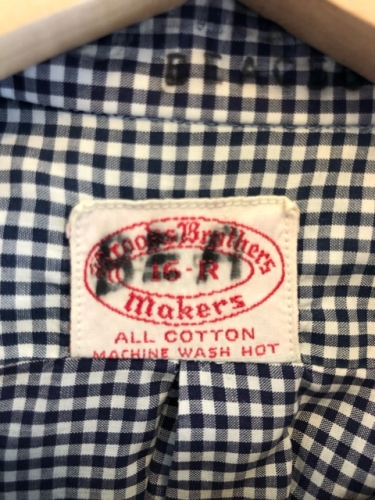 Brooks Brothers
16-R
Makers
ALL COTTON
MACHINE WASH HOT